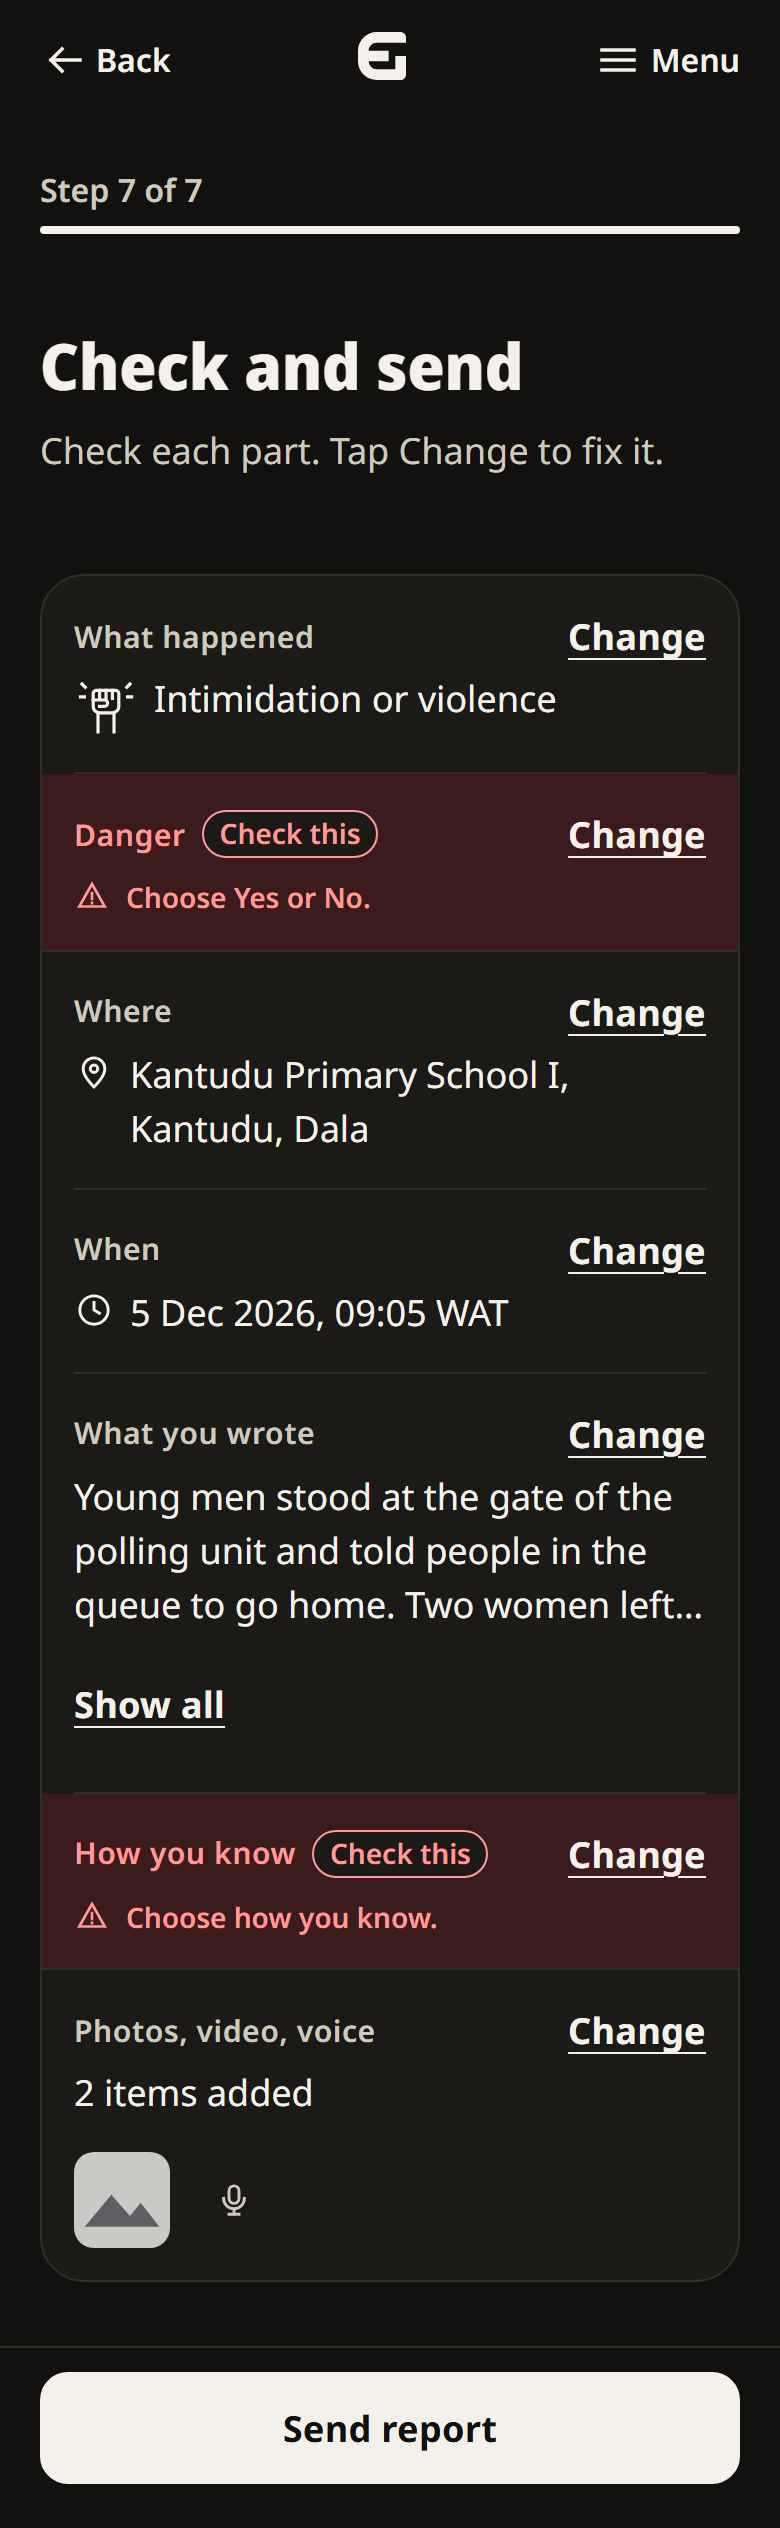 Back
Menu
Step 7 of 7
Check and send
Check each part. Tap Change to fix it.
What happened
Change
Intimidation or violence
Danger
Check this
Change
Choose Yes or No.
Where
Change
Kantudu Primary School I,
Kantudu, Dala
When
Change
5 Dec 2026, 09:05 WAT
What you wrote
Change
Young men stood at the gate of the
polling unit and told people in the
queue to go home. Two women left...
Show all
How you know
Check this
Change
Choose how you know.
Photos, video, voice
Change
2 items added
Send report